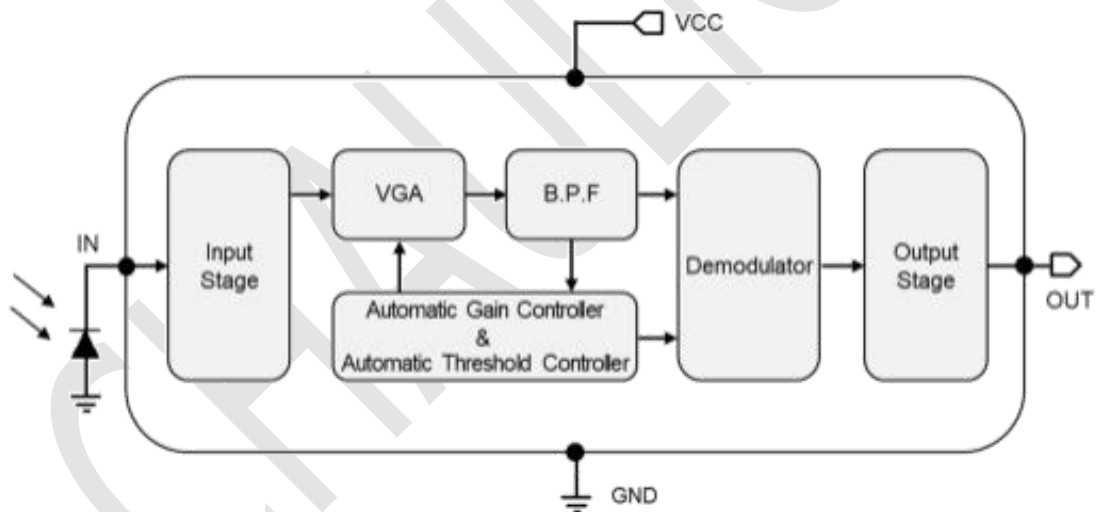 VCC
IN
Input
Stage
VGA
B.P.F
Automatic Gain Controller
&
Automatic Threshold Controller
Demodulator
Output
Stage
OUT
GND